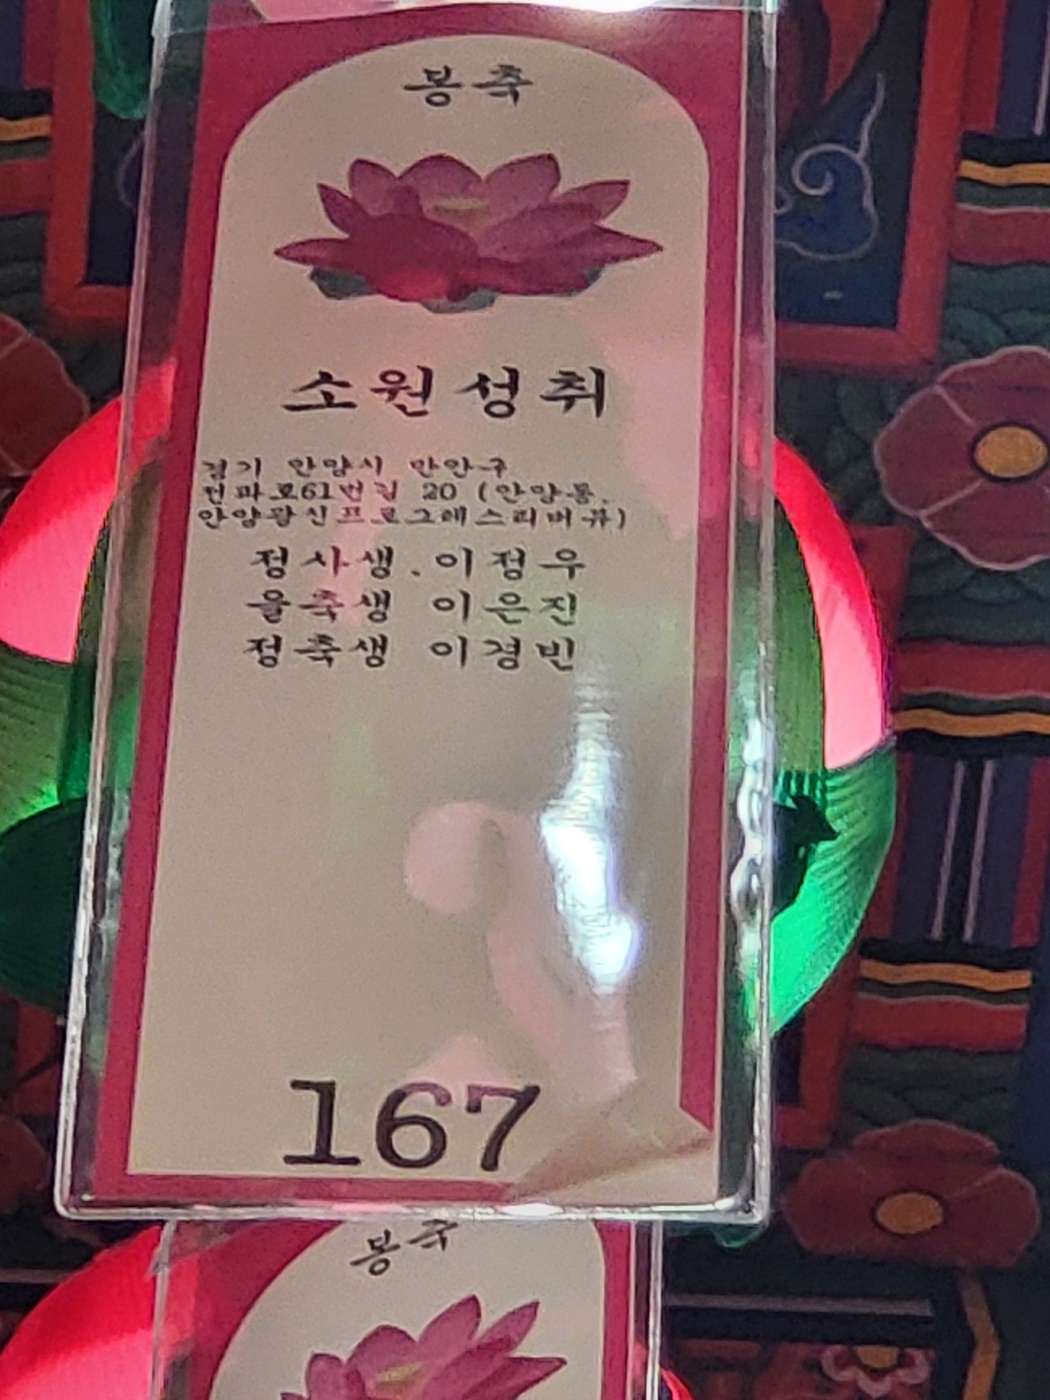 봉축
소원성취
경기 안양시 만안구
전파로61번길 20 (안양동,
안양광신프로그레스리버뷰)
정사생.이정우
을축생 이은진
정축생 이경빈
167
봉축